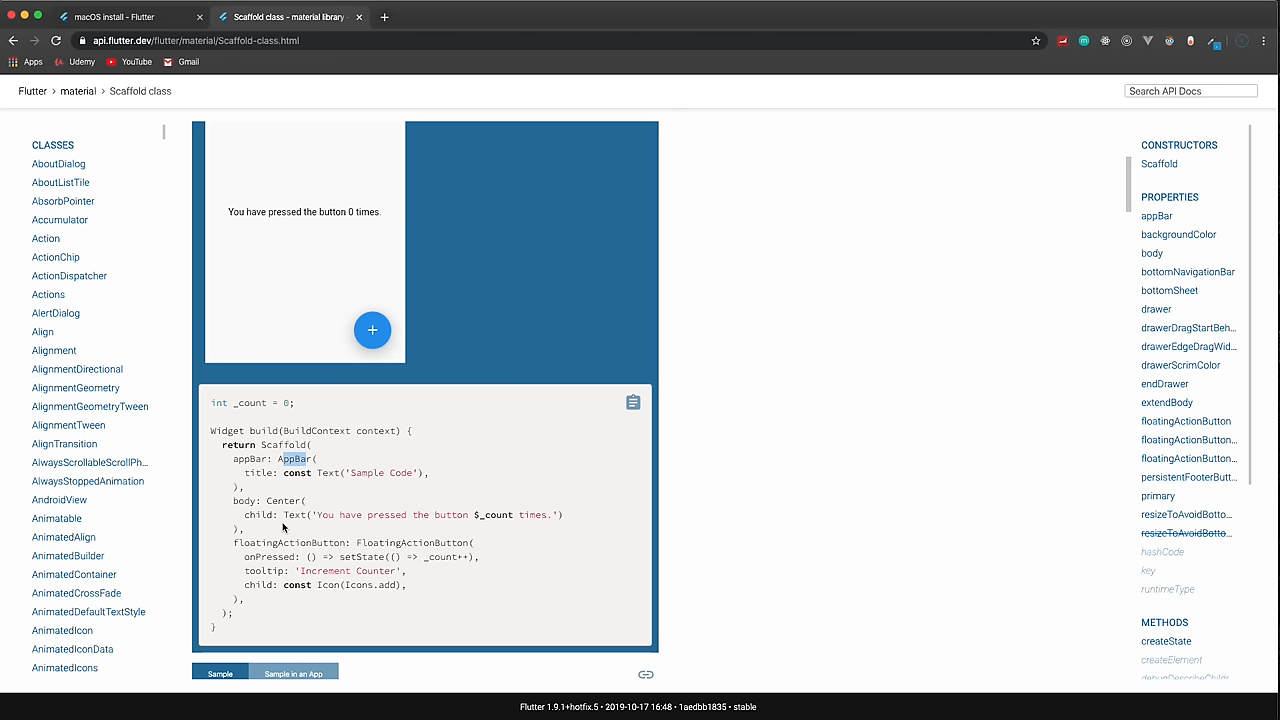 macOS install - Flutter
Scaffold class - material library
api.flutter.dev/flutter/material/Scaffold-class.html
Apps
Udemy
YouTube
Gmail
Flutter > material > Scaffold class
Search API Docs
CLASSES
AboutDialog
AboutListTile
AbsorbPointer
Accumulator
Action
ActionChip
ActionDispatcher
Actions
AlertDialog
Align
Alignment
AlignmentDirectional
AlignmentGeometry
AlignmentGeometryTween
AlignmentTween
AlignTransition
AlwaysScrollableScrollPh...
AlwaysStoppedAnimation
AndroidView
Animatable
AnimatedAlign
AnimatedBuilder
AnimatedContainer
AnimatedCrossFade
AnimatedDefaultTextStyle
AnimatedIcon
AnimatedIconData
AnimatedIcons
You have pressed the button 0 times.
int _count = 0;
Widget build(BuildContext context) {
return Scaffold(
appBar: AppBar(
title: const Text('Sample Code'),
),
body: Center(
child: Text('You have pressed the button $_count times.')
),
floatingActionButton: FloatingActionButton(
onPressed: () => setState(() => _count++),
tooltip: 'Increment Counter',
child: const Icon(Icons.add),
),
);
}
Sample
Sample in an App
CONSTRUCTORS
Scaffold
PROPERTIES
appBar
backgroundColor
body
bottomNavigationBar
bottomSheet
drawer
drawerDragStartBeh...
drawerEdgeDragWid...
drawerScrimColor
endDrawer
extendBody
floatingActionButton
floatingActionButton...
floatingActionButton...
persistentFooterButt...
primary
resizeToAvoidBotto...
resizeToAvoidBotto...
hashCode
key
runtimeType
METHODS
createState
createElement
debugDescribeChildr...
Flutter 1.9.1+hotfix.5 • 2019-10-17 16:48 • 1aedbb1835 • stable